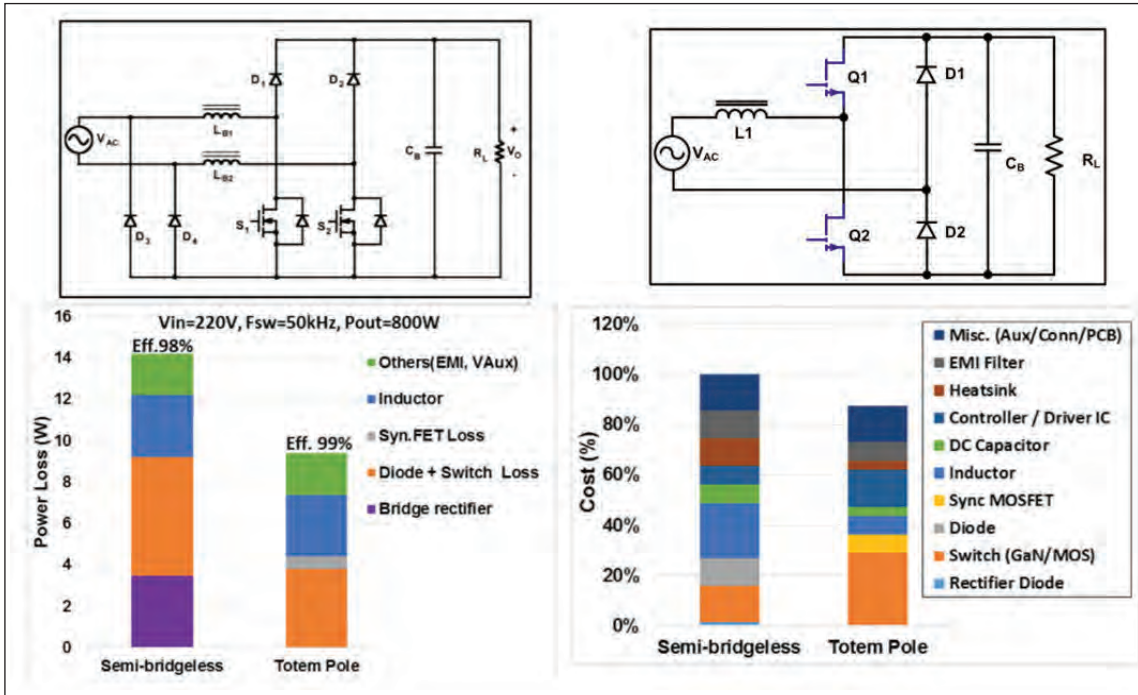 D1
D2
LB1
VAC
LB2
CB
RL
+
VO
-
S1
S2
D3
D4
Q1
D1
L1
VAC
CB
RL
Q2
D2
16
14
12
10
8
6
4
2
0
Power Loss (W)
Vin=220V, Fsw=50kHz, Pout=800W
Eff.98%
Eff. 99%
Others(EMI, VAux)
Inductor
Syn.FET Loss
Diode + Switch Loss
Bridge rectifier
Semi-bridgeless
Totem Pole
120%
100%
80%
60%
40%
20%
0%
Cost (%)
Misc. (Aux/Conn/PCB)
EMI Filter
Heatsink
Controller / Driver IC
DC Capacitor
Inductor
Sync MOSFET
Diode
Switch (GaN/MOS)
Rectifier Diode
Semi-bridgeless
Totem Pole